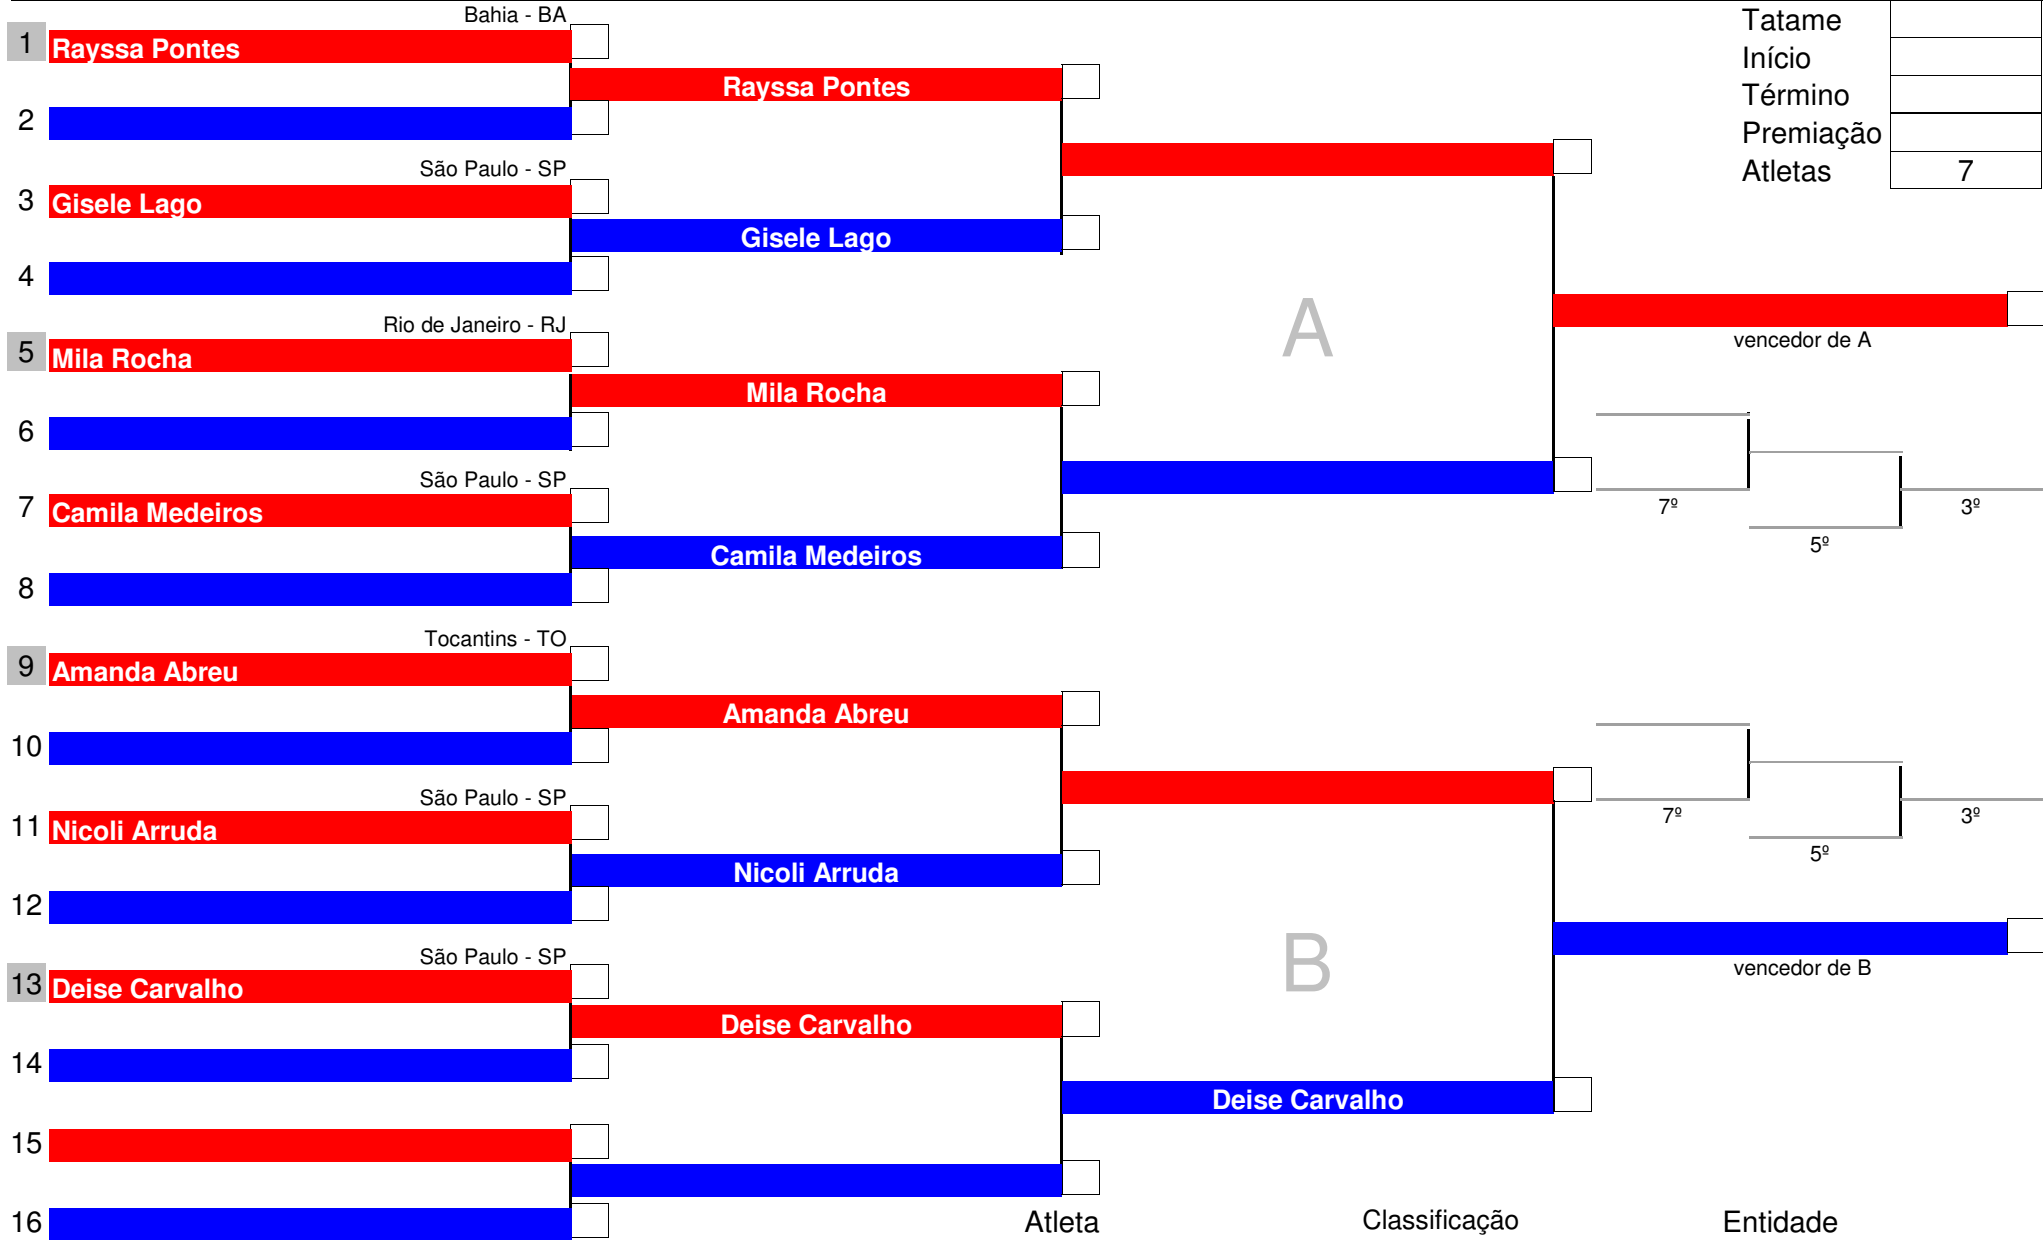 Bahia - BA
Tatame
1 Rayssa Pontes
Início
Rayssa Pontes
Término
2
Premiação
São Paulo - SP
Atletas 7
3 Gisele Lago
Gisele Lago
4
Rio de Janeiro - RJ
A
vencedor de A
5 Mila Rocha
Mila Rocha
6
São Paulo - SP
7 Camila Medeiros
7º 3º
5º
Camila Medeiros
8
Tocantins - TO
9 Amanda Abreu
Amanda Abreu
10
São Paulo - SP
7º 3º
11 Nicoli Arruda
5º
Nicoli Arruda
12
São Paulo - SP
B
vencedor de B
13 Deise Carvalho
Deise Carvalho
14
Deise Carvalho
15
16
Atleta Classificação Entidade